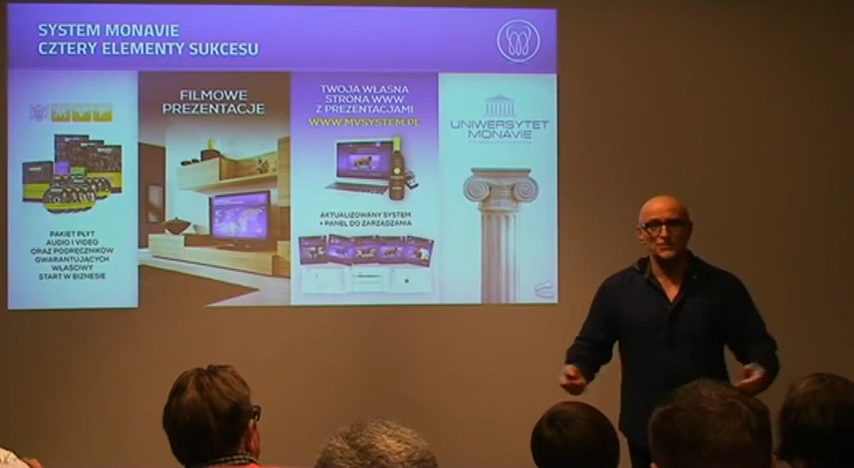 SYSTEM MONAVIE
CZTERY ELEMENTY SUKCESU
MVP
PAKIET PŁYT
AUDIO I VIDEO
ORAZ PODRĘCZNIKÓW
GWARANTUJĄCYCH
WŁAŚCIWY
START W BIZNESIE
FILMOWE
PREZENTACJE
TWOJA WŁASNA
STRONA WWW
Z PREZENTACJAMI
WWW.MVSYSTEM.PL
AKTUALIZOWANY SYSTEM
+ PANEL DO ZARZĄDZANIA
UNIWERSYTET
MONAVIE